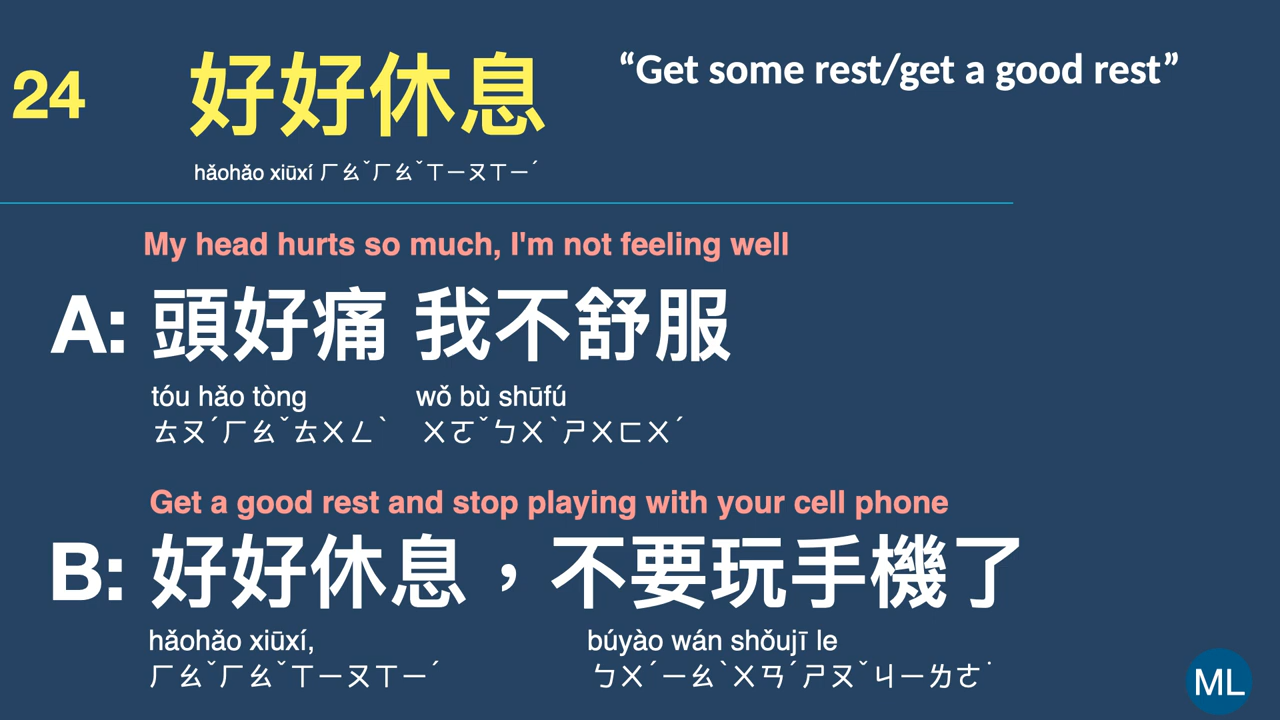 24 好好休息 “Get some rest/get a good rest”
hǎohǎo xiūxí ㄏㄠˇㄏㄠˇㄒㄧㄡㄒㄧˊ
My head hurts so much, I'm not feeling well
A: 頭好痛 我不舒服
tóu hǎo tòng wǒ bù shūfú
ㄊㄡˊㄏㄠˇㄊㄨㄥˋ ㄨㄛˇㄅㄨˋㄕㄨㄈㄨˊ
Get a good rest and stop playing with your cell phone
B: 好好休息，不要玩手機了
hǎohǎo xiūxí, búyào wán shǒujī le
ㄏㄠˇㄏㄠˇㄒㄧㄡㄒㄧˊ ㄅㄨˊㄧㄠˋㄨㄢˊㄕㄡˇㄐㄧㄌㄜ˙
ML